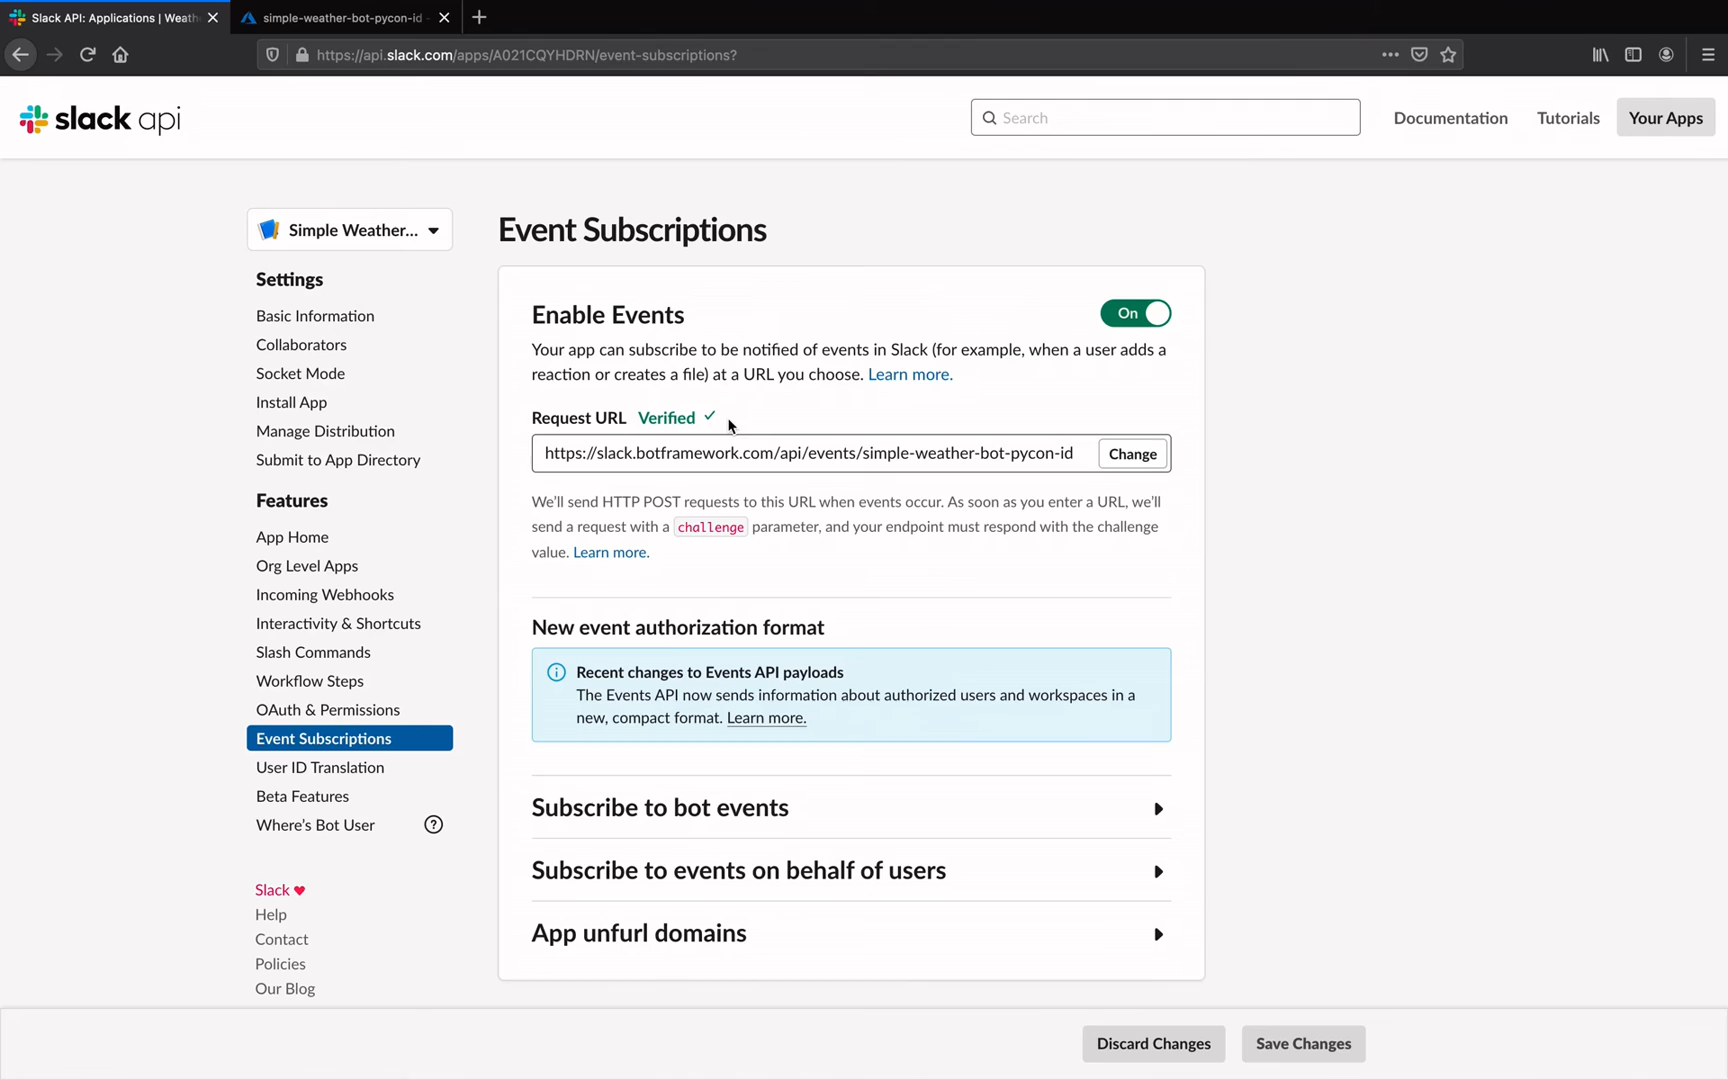 Slack API: Applications | Weath
simple-weather-bot-pycon-id -
https://api.slack.com/apps/A021CQYHDRN/event-subscriptions?
slack api
Search
Documentation
Tutorials
Your Apps
Simple Weather...
Settings
Basic Information
Collaborators
Socket Mode
Install App
Manage Distribution
Submit to App Directory
Features
App Home
Org Level Apps
Incoming Webhooks
Interactivity & Shortcuts
Slash Commands
Workflow Steps
OAuth & Permissions
Event Subscriptions
User ID Translation
Beta Features
Where's Bot User
?
Slack ♥
Help
Contact
Policies
Our Blog
Event Subscriptions
Enable Events
On
Your app can subscribe to be notified of events in Slack (for example, when a user adds a
reaction or creates a file) at a URL you choose. Learn more.
Request URL Verified ✓
https://slack.botframework.com/api/events/simple-weather-bot-pycon-id
Change
We'll send HTTP POST requests to this URL when events occur. As soon as you enter a URL, we'll
send a request with a challenge parameter, and your endpoint must respond with the challenge
value. Learn more.
New event authorization format
Recent changes to Events API payloads
The Events API now sends information about authorized users and workspaces in a
new, compact format. Learn more.
Subscribe to bot events
Subscribe to events on behalf of users
App unfurl domains
Discard Changes
Save Changes